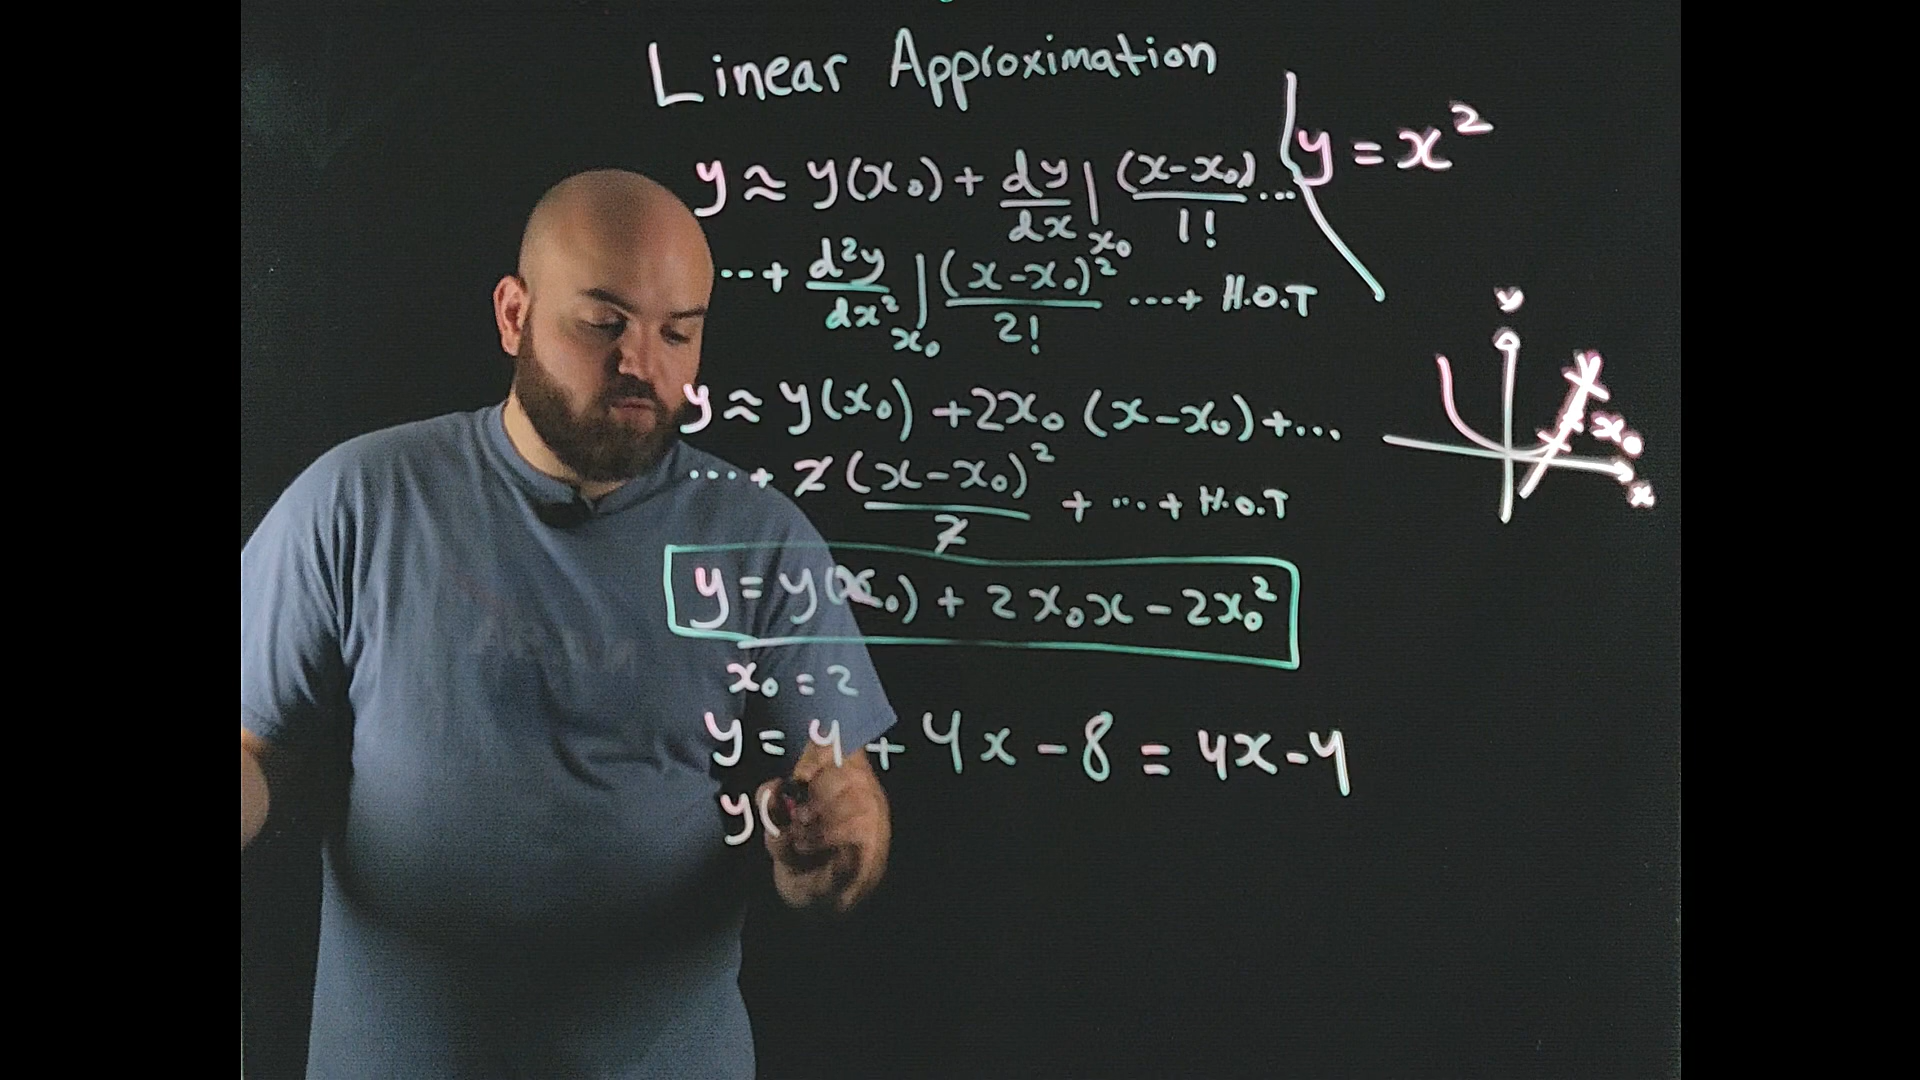 Linear Approximation
y = x²
y ≈ y(x₀) + dy/dx |x₀ (x-x₀)/1! ...
...+ d²y/dx² |x₀ (x-x₀)²/2! ....+ H.O.T
y ≈ y(x₀) +2x₀ (x-x₀) +...
....+ 2(x-x₀)²/2 + ...+ H.O.T
y = y(x₀) + 2x₀x - 2x₀²
x₀ = 2
y = 4 + 4x - 8 = 4x-4
y(
y
x₀
x